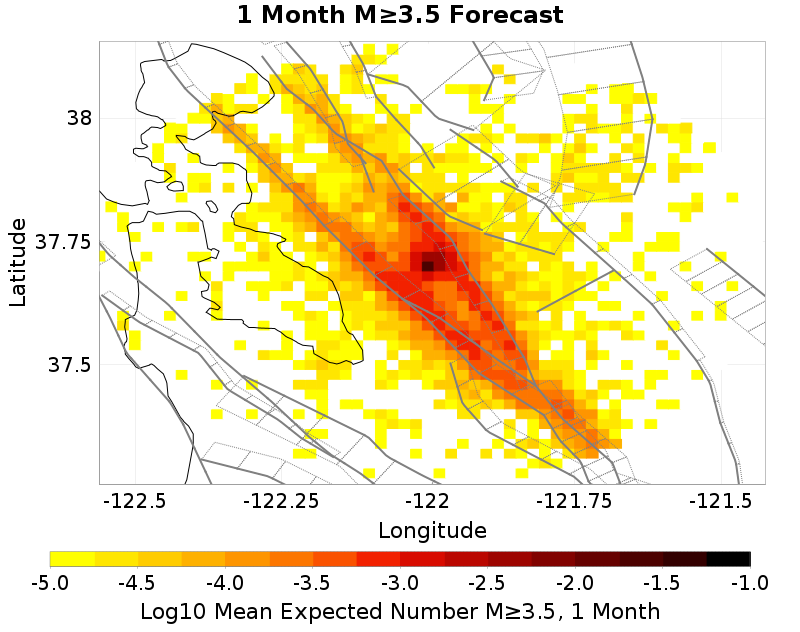 1 Month M≥3.5 Forecast
38
37.75
37.5
Latitude
-122.5 -122.25 -122 -121.75 -121.5
Longitude
-5.0 -4.5 -4.0 -3.5 -3.0 -2.5 -2.0 -1.5 -1.0
Log10 Mean Expected Number M≥3.5, 1 Month